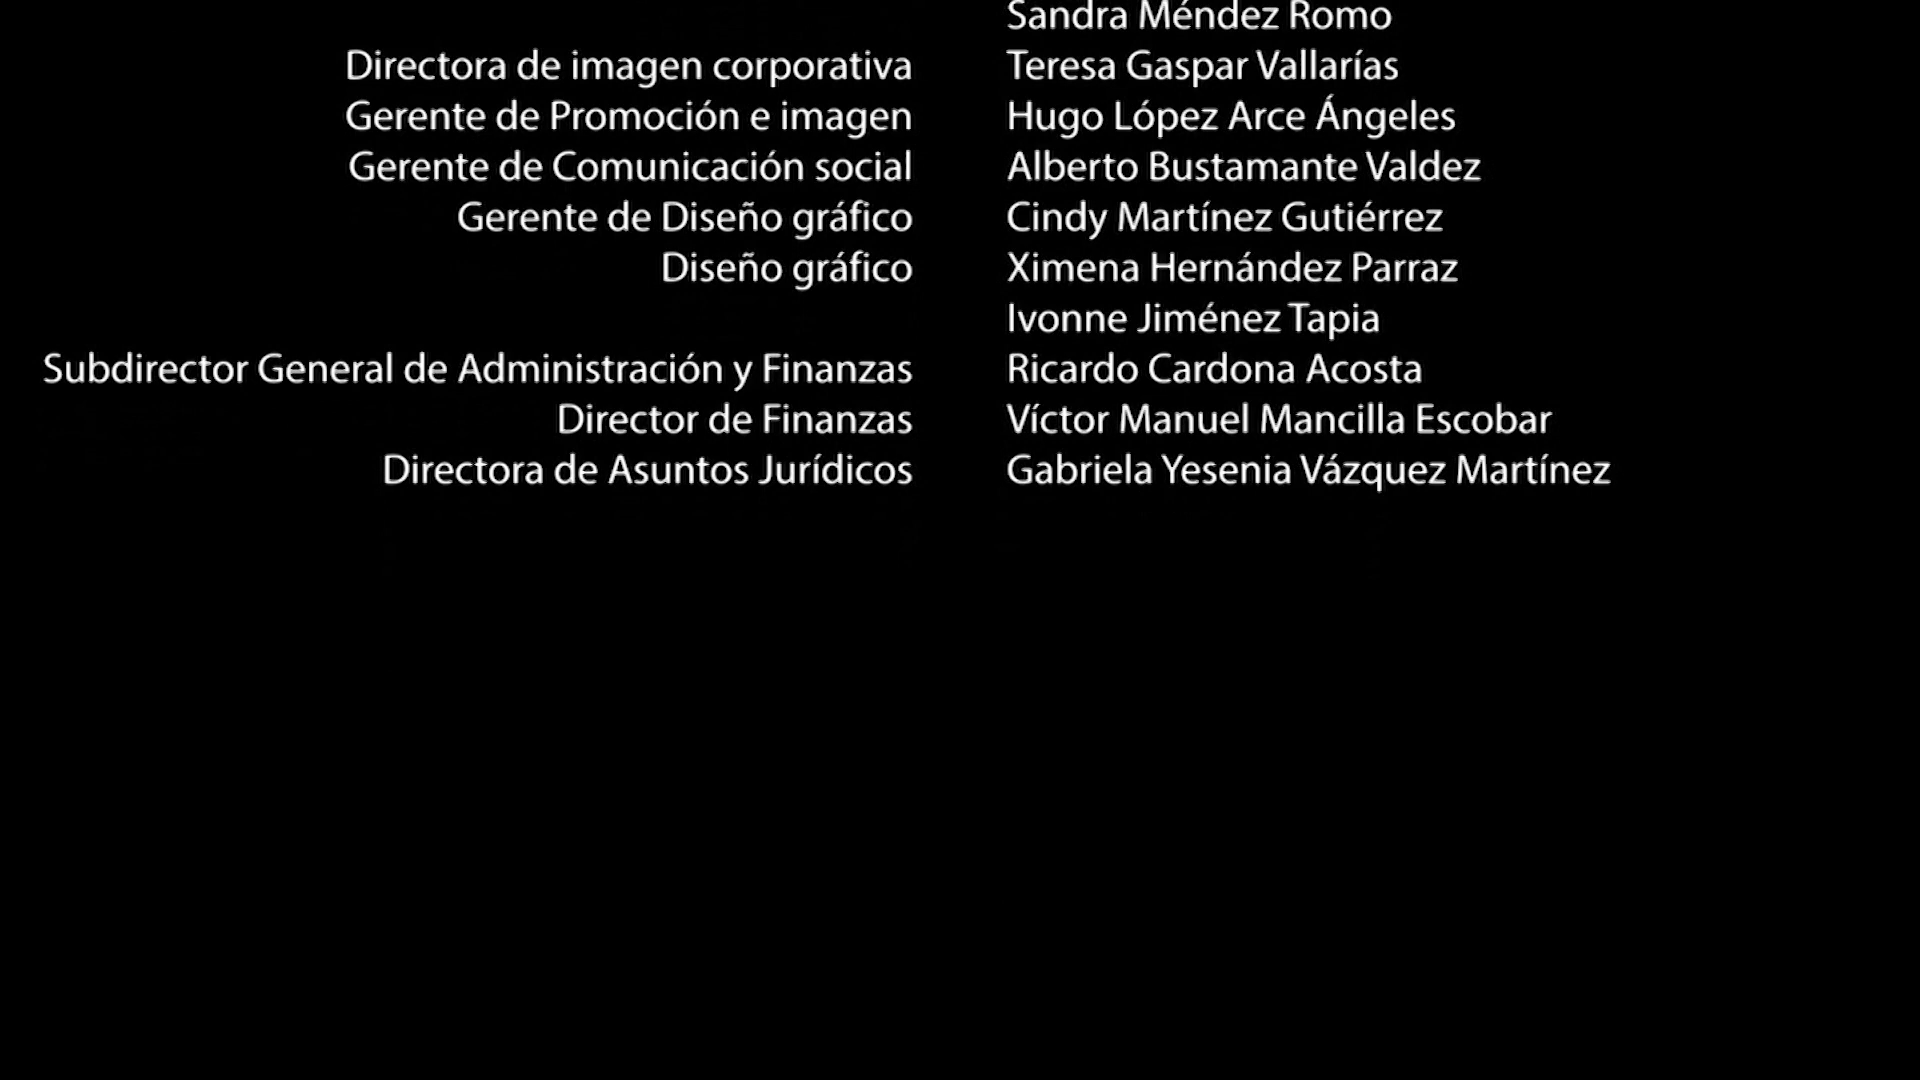 Sandra Méndez Romo
Directora de imagen corporativa Teresa Gaspar Vallarías
Gerente de Promoción e imagen Hugo López Arce Ángeles
Gerente de Comunicación social Alberto Bustamante Valdez
Gerente de Diseño gráfico Cindy Martínez Gutiérrez
Diseño gráfico Ximena Hernández Parraz
Ivonne Jiménez Tapia
Subdirector General de Administración y Finanzas Ricardo Cardona Acosta
Director de Finanzas Víctor Manuel Mancilla Escobar
Directora de Asuntos Jurídicos Gabriela Yesenia Vázquez Martínez